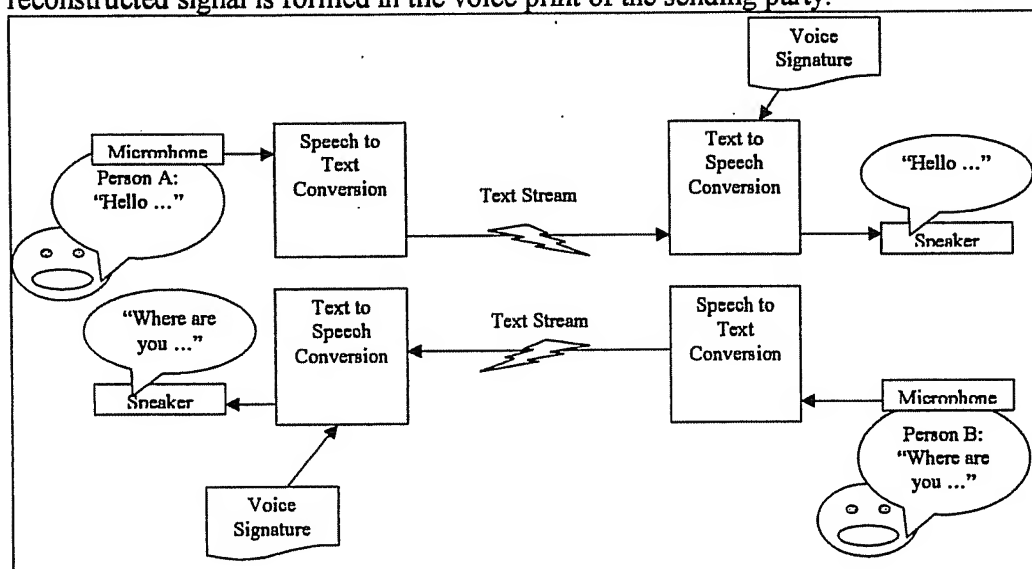 reconstructed signal is formed in the voice print of the sending party.
Voice
Signature
Microphone
Person A:
“Hello ...”
Speech to
Text
Conversion
Text Stream
Text to
Speech
Conversion
“Hello ...”
Speaker
“Where are
you ...”
Speaker
Text to
Speech
Conversion
Text Stream
Speech to
Text
Conversion
Microphone
Person B:
“Where are
you ...”
Voice
Signature